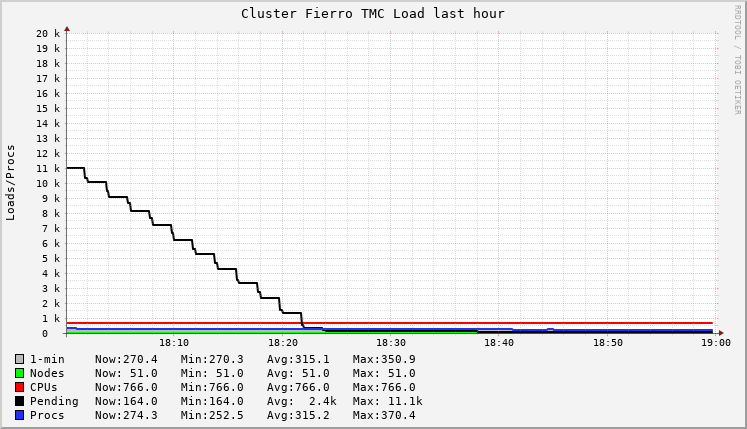 Cluster Fierro TMC Load last hour
RRDTOOL / TOBI OETIKER
Loads/Procs
20 k
19 k
18 k
17 k
16 k
15 k
14 k
13 k
12 k
11 k
10 k
9 k
8 k
7 k
6 k
5 k
4 k
3 k
2 k
1 k
0
18:10 18:20 18:30 18:40 18:50 19:00
1-min Now:270.4 Min:270.3 Avg:315.1 Max:350.9
Nodes Now: 51.0 Min: 51.0 Avg: 51.0 Max: 51.0
CPUs Now:766.0 Min:766.0 Avg:766.0 Max:766.0
Pending Now:164.0 Min:164.0 Avg: 2.4k Max: 11.1k
Procs Now:274.3 Min:252.5 Avg:315.2 Max:370.4